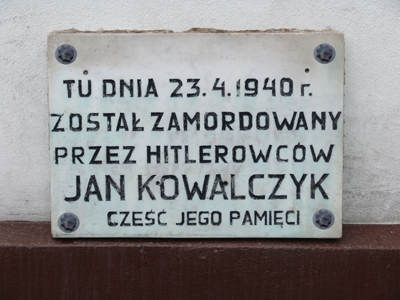 TU DNIA 23.4.1940 r.
ZOSTAŁ ZAMORDOWANY
PRZEZ HITLEROWCÓW
JAN KOWALCZYK
CZEŚĆ JEGO PAMIĘCI